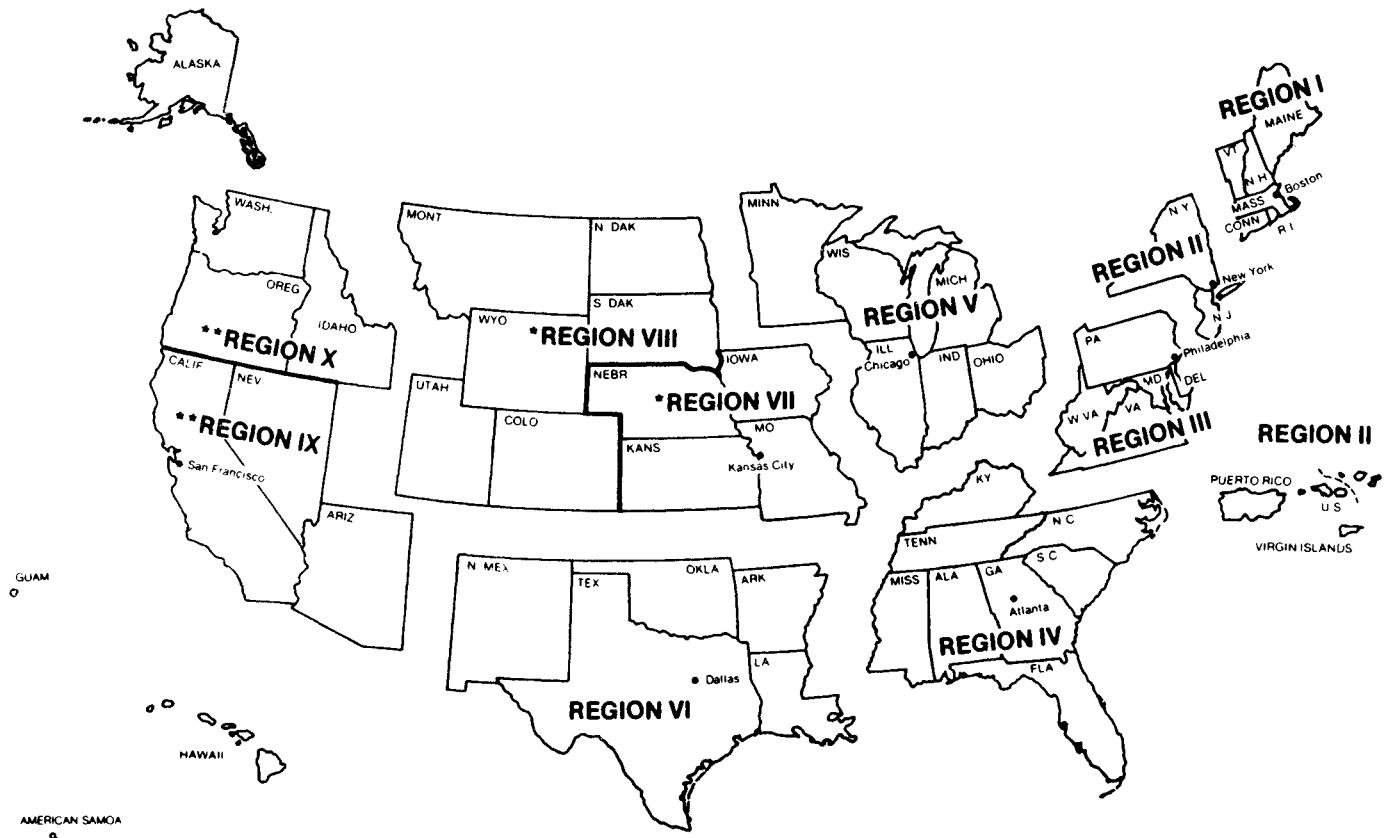 ALASKA
REGION I
MAINE
VT
N H
Boston
MASS
CONN
R I
WASH.
MONT
N DAK
MINN
N Y
WIS
REGION II
OREG
MICH
New York
S DAK
REGION V
N J
IDAHO
WYO
**REGION X
*REGION VIII
PA
ILL
Philadelphia
CALIF
NEV
UTAH
NEBR
IOWA
Chicago
IND
OHIO
MD
DEL
*REGION VII
W VA
VA
**REGION IX
COLO
MO
REGION III
REGION II
KANS
San Francisco
Kansas City
KY
PUERTO RICO
U S
VIRGIN ISLANDS
ARIZ
N C
TENN
S C
GUAM
N MEX
TEX
OKLA
ARK
MISS
ALA
GA
Atlanta
REGION IV
LA
FLA
Dallas
REGION VI
HAWAII
AMERICAN SAMOA